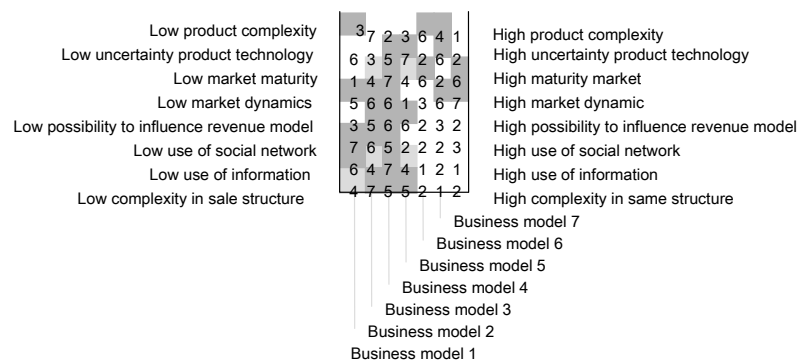 Low product complexity 3 7 2 3 6 4 1 High product complexity
Low uncertainty product technology 6 3 5 7 2 6 2 High uncertainty product technology
Low market maturity 1 4 7 4 6 2 6 High maturity market
Low market dynamics 5 6 6 1 3 6 7 High market dynamic
Low possibility to influence revenue model 3 5 6 6 2 3 2 High possibility to influence revenue model
Low use of social network 7 6 5 2 2 2 3 High use of social network
Low use of information 6 4 7 4 1 2 1 High use of information
Low complexity in sale structure 4 7 5 5 2 1 2 High complexity in same structure
Business model 7
Business model 6
Business model 5
Business model 4
Business model 3
Business model 2
Business model 1